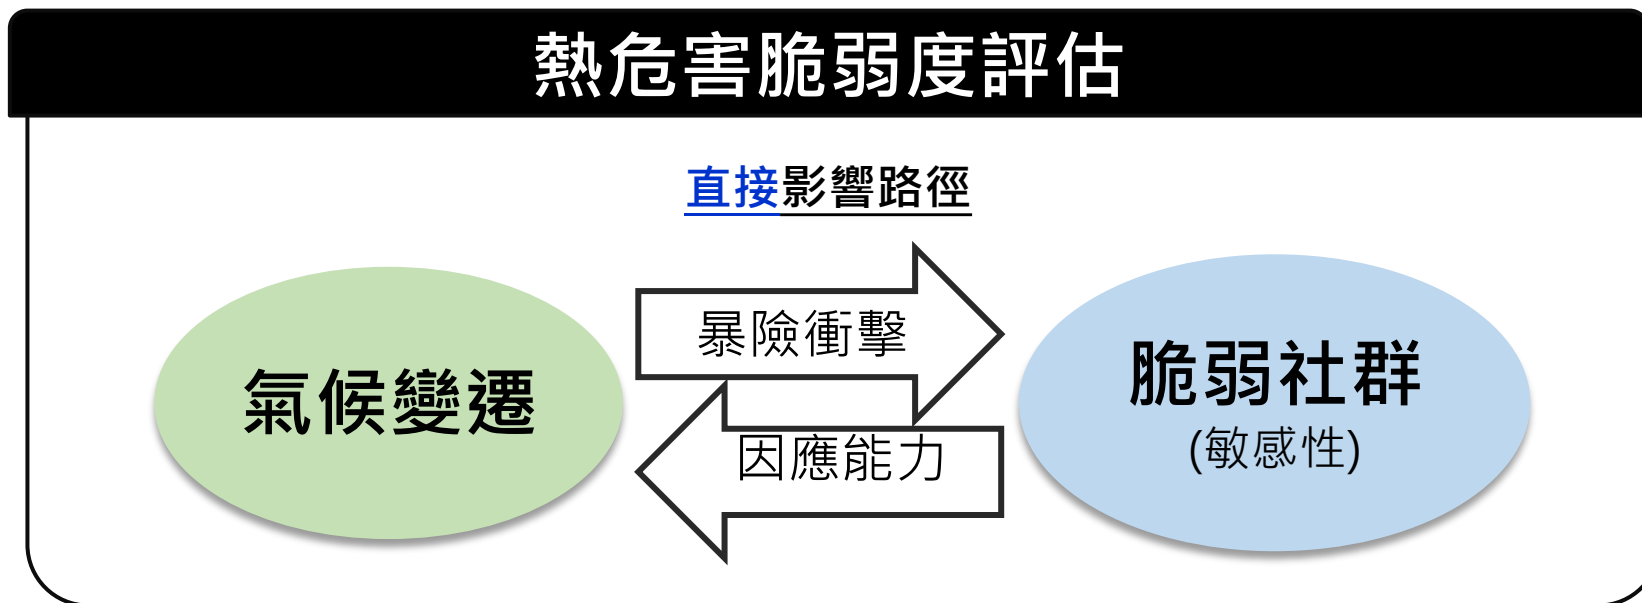 熱危害脆弱度評估
直接影響路徑
暴險衝擊
氣候變遷
脆弱社群
(敏感性)
因應能力